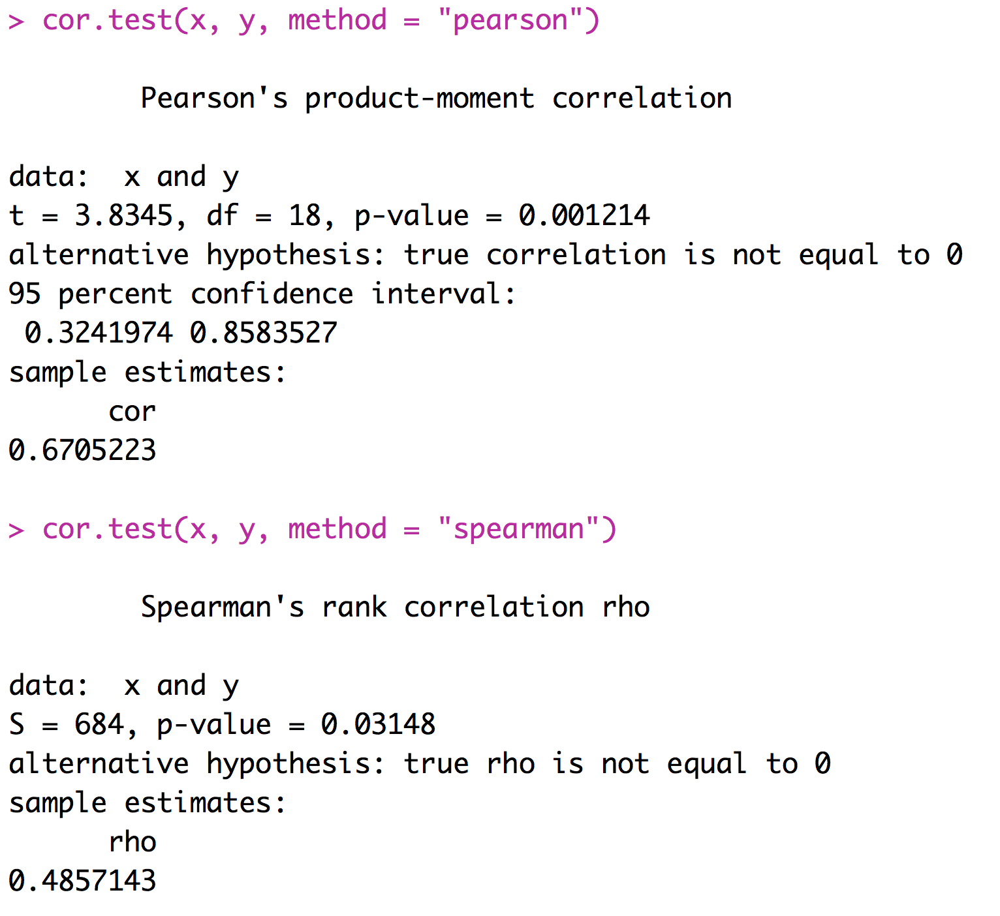 > cor.test(x, y, method = "pearson")
Pearson's product-moment correlation
data:  x and y
t = 3.8345, df = 18, p-value = 0.001214
alternative hypothesis: true correlation is not equal to 0
95 percent confidence interval:
0.3241974 0.8583527
sample estimates:
cor
0.6705223
> cor.test(x, y, method = "spearman")
Spearman's rank correlation rho
data:  x and y
S = 684, p-value = 0.03148
alternative hypothesis: true rho is not equal to 0
sample estimates:
rho
0.4857143